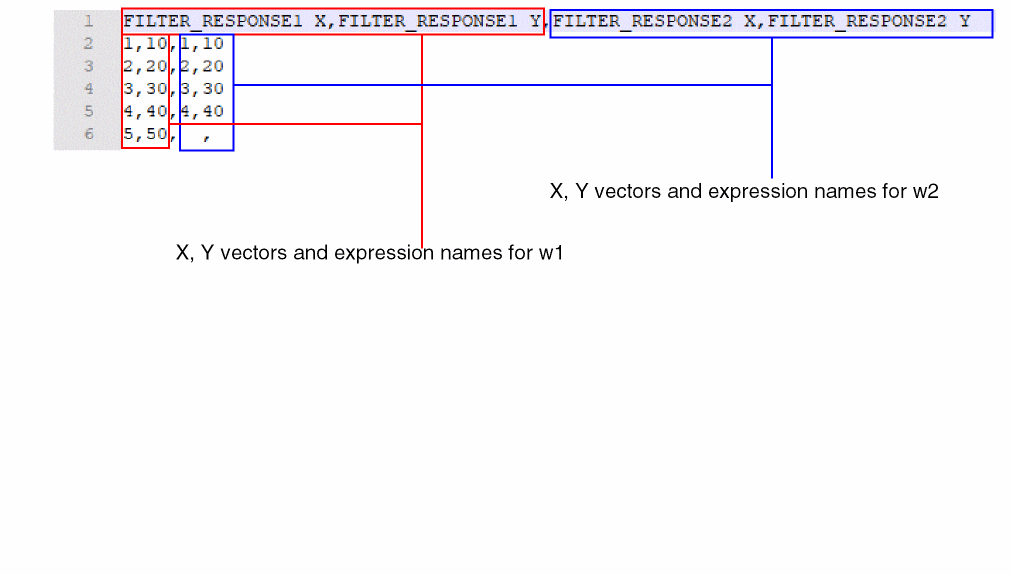 1 FILTER_RESPONSE1 X,FILTER_RESPONSE1 Y,FILTER_RESPONSE2 X,FILTER_RESPONSE2 Y
2 1,10,1,10
3 2,20,2,20
4 3,30,3,30
5 4,40,4,40
6 5,50, ,
X, Y vectors and expression names for w2
X, Y vectors and expression names for w1